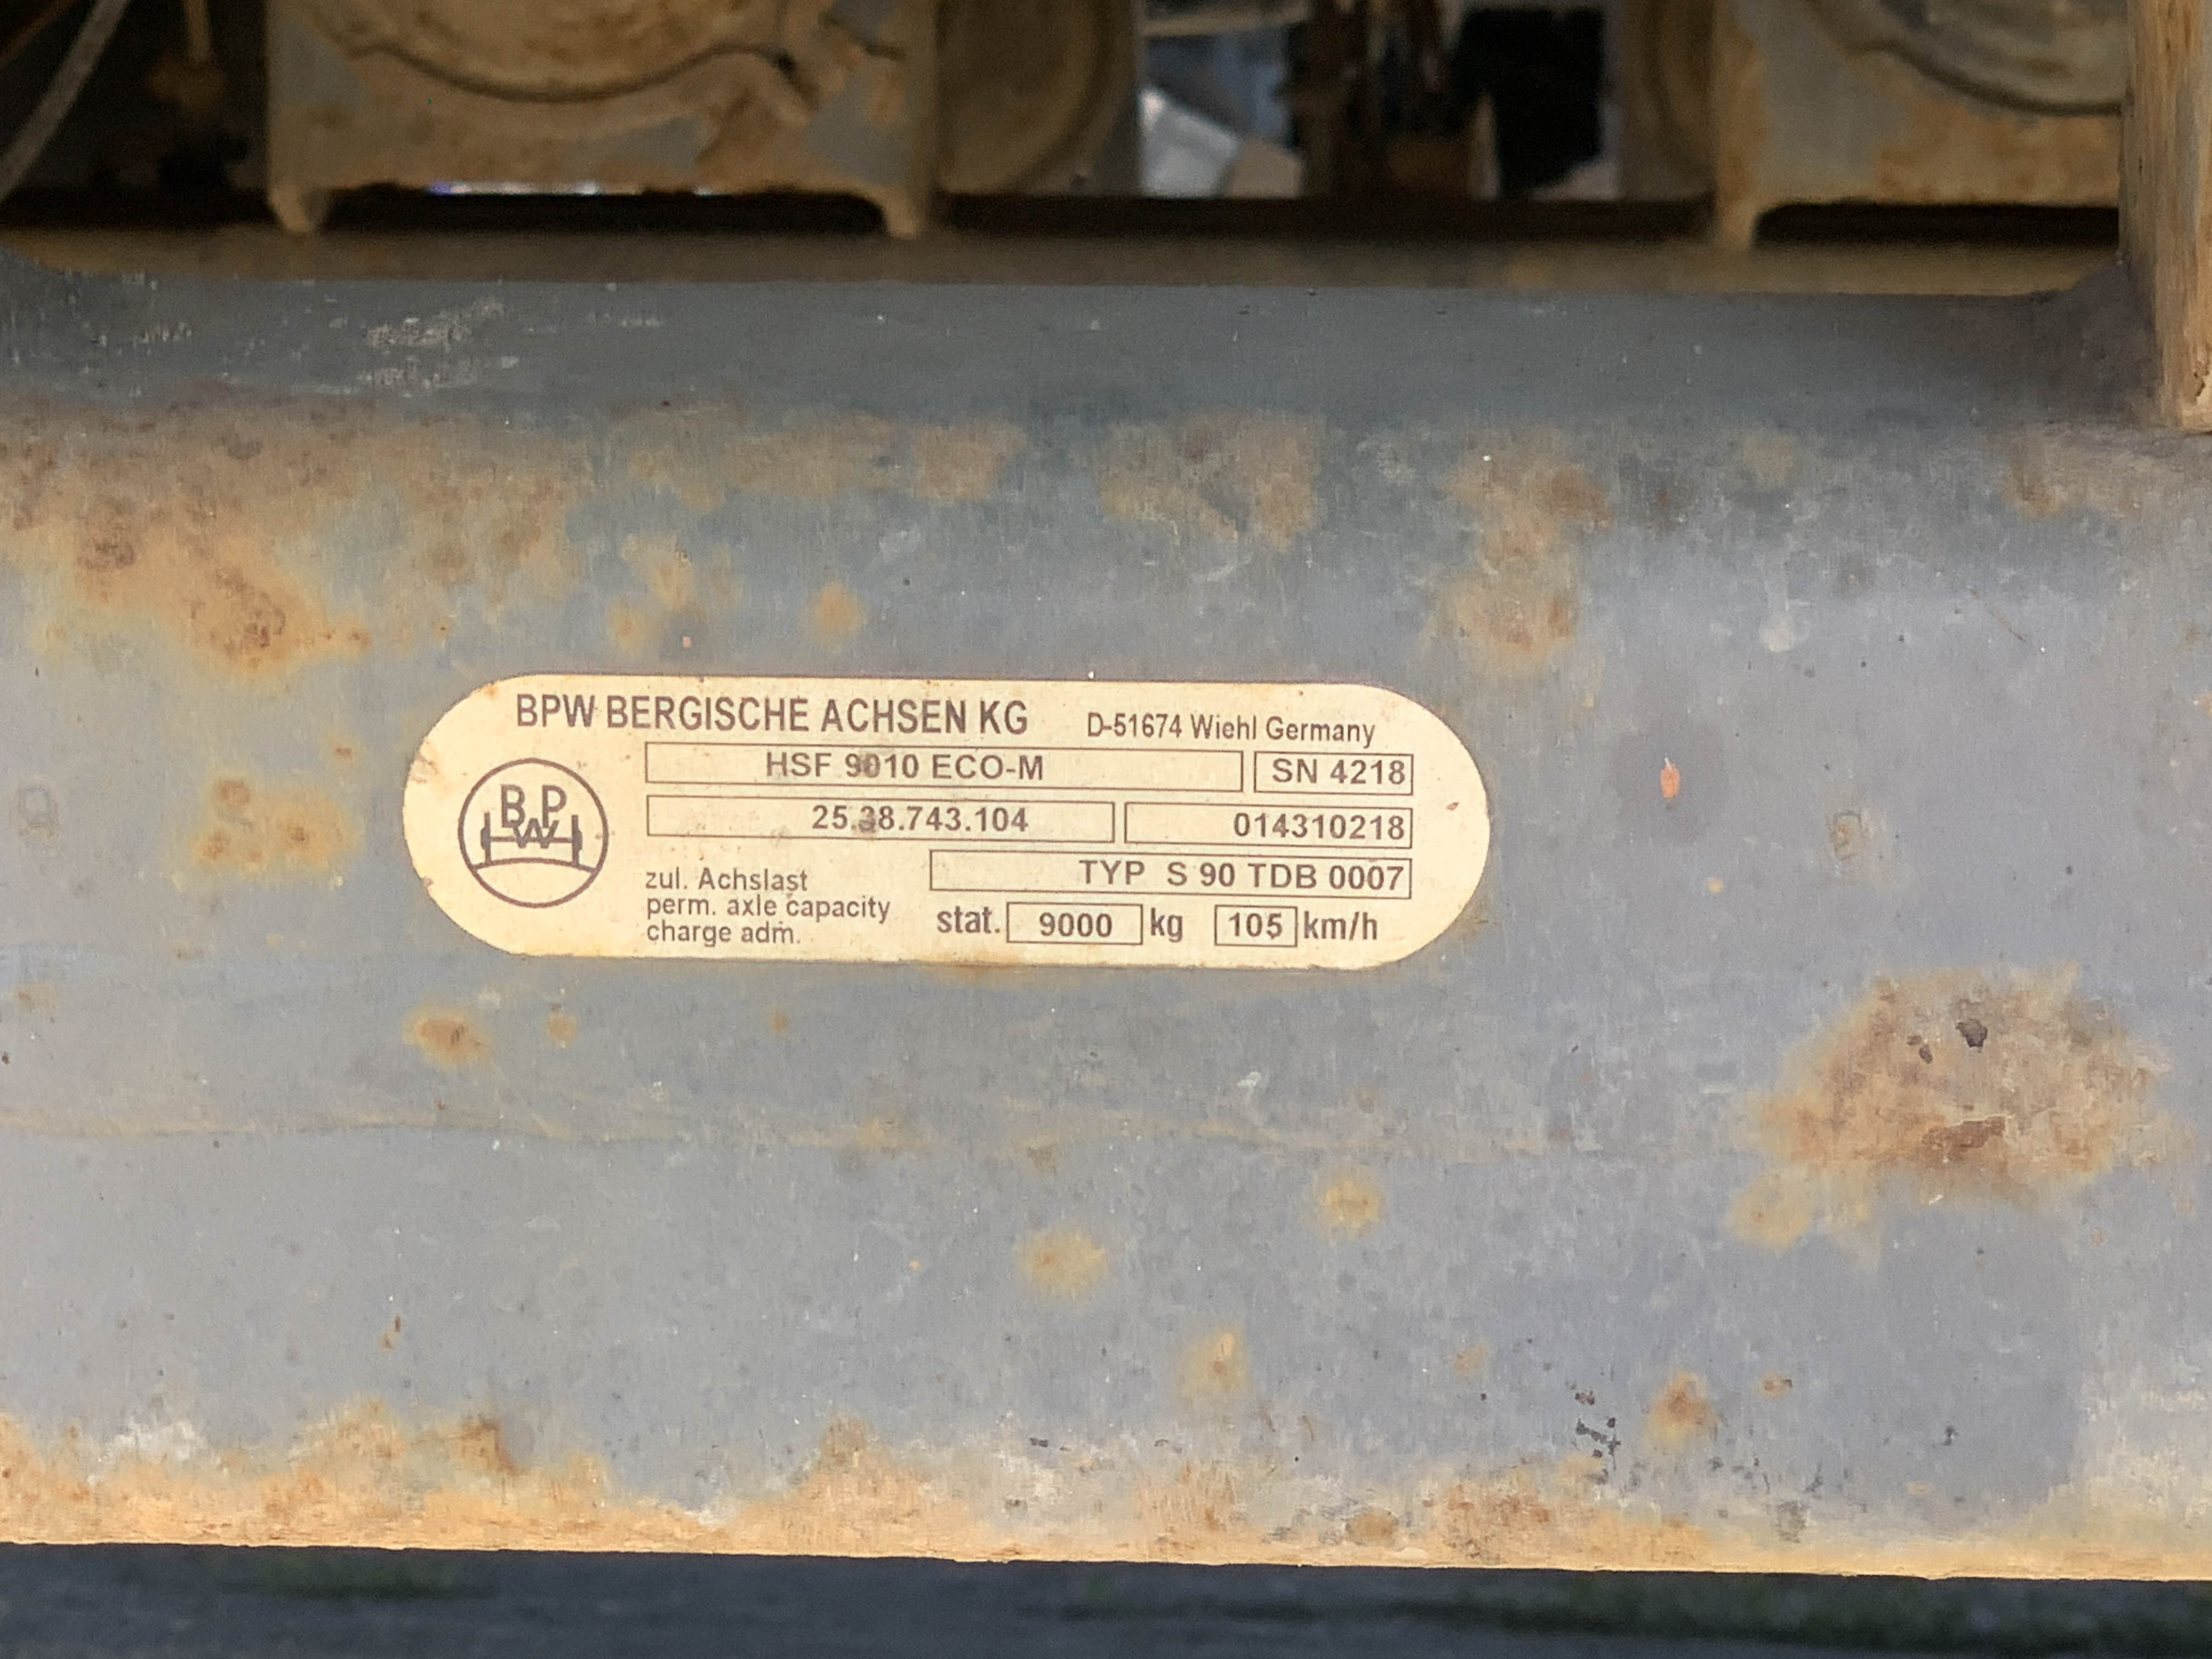 BPW BERGISCHE ACHSEN KG D-51674 Wiehl Germany
HSF 9010 ECO-M SN 4218
BPW
25.38.743.104 014310218
TYP S 90 TDB 0007
zul. Achslast
perm. axle capacity
charge adm.
stat. 9000 kg 105 km/h